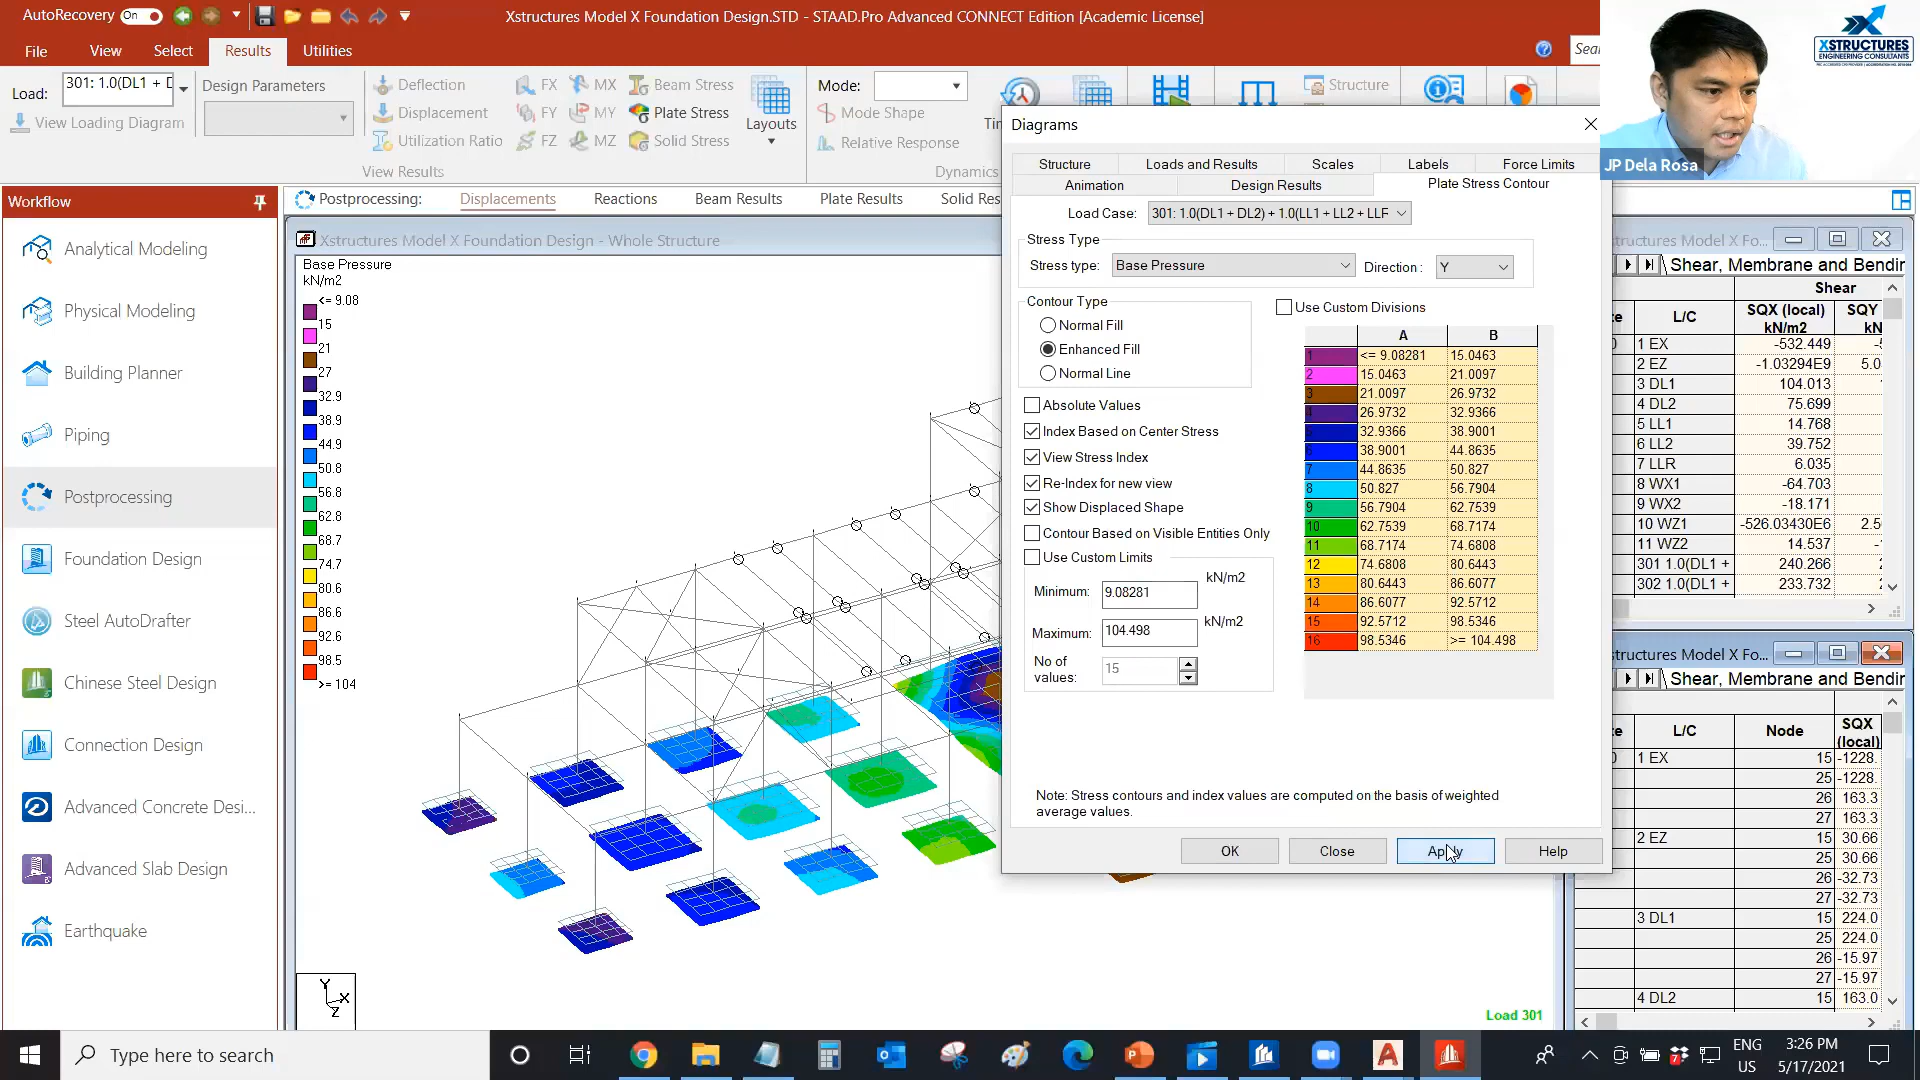 AutoRecovery On
Xstructures Model X Foundation Design.STD - STAAD.Pro Advanced CONNECT Edition [Academic License]
File View Select Results Utilities
Load: 301: 1.0(DL1 + D
View Loading Diagram
Design Parameters
Deflection
Displacement
Utilization Ratio
FX MX
FY MY
FZ MZ
Beam Stress
Plate Stress
Solid Stress
Layouts
View Results
Mode:
Mode Shape
Relative Response
Dynamics
Structure
XSTRUCTURES
ENGINEERING CONSULTANTS
JP Dela Rosa
Workflow
Analytical Modeling
Physical Modeling
Building Planner
Piping
Postprocessing
Foundation Design
Steel AutoDrafter
Chinese Steel Design
Connection Design
Advanced Concrete Desi...
Advanced Slab Design
Earthquake
Postprocessing: Displacements Reactions Beam Results Plate Results Solid Res
Xstructures Model X Foundation Design - Whole Structure
Base Pressure
kN/m2
<= 9.08
15
21
27
32.9
38.9
44.9
50.8
56.8
62.8
68.7
74.7
80.6
86.6
92.6
98.5
>= 104
Y
X
Z
Load 301
Diagrams
Structure Loads and Results Scales Labels Force Limits
Animation Design Results Plate Stress Contour
Load Case: 301: 1.0(DL1 + DL2) + 1.0(LL1 + LL2 + LLF
Stress Type
Stress type: Base Pressure Direction : Y
Contour Type
Normal Fill
Enhanced Fill
Normal Line
Absolute Values
Index Based on Center Stress
View Stress Index
Re-Index for new view
Show Displaced Shape
Contour Based on Visible Entities Only
Use Custom Limits
Minimum: 9.08281 kN/m2
Maximum: 104.498 kN/m2
No of values: 15
Use Custom Divisions
A B
1 <= 9.08281 15.0463
2 15.0463 21.0097
3 21.0097 26.9732
4 26.9732 32.9366
5 32.9366 38.9001
6 38.9001 44.8635
7 44.8635 50.827
8 50.827 56.7904
9 56.7904 62.7539
10 62.7539 68.7174
11 68.7174 74.6808
12 74.6808 80.6443
13 80.6443 86.6077
14 86.6077 92.5712
15 92.5712 98.5346
16 98.5346 >= 104.498
Note: Stress contours and index values are computed on the basis of weighted
average values.
OK Close Apply Help
tructures Model X Fo...
Shear, Membrane and Bendin
Shear
L/C SQX (local) kN/m2 SQY kN
1 EX -532.449
2 EZ -1.03294E9 5.0
3 DL1 104.013
4 DL2 75.699
5 LL1 14.768
6 LL2 39.752
7 LLR 6.035
8 WX1 -64.703
9 WX2 -18.171
10 WZ1 -526.03430E6 2.5
11 WZ2 14.537
301 1.0(DL1 + 240.266
302 1.0(DL1 + 233.732
tructures Model X Fo...
Shear, Membrane and Bendin
L/C Node SQX (local)
1 EX 15 -1228.
25 -1228.
26 163.3
27 163.3
2 EZ 15 30.66
25 30.66
26 -32.73
27 -32.73
3 DL1 15 224.0
25 224.0
26 -15.97
27 -15.97
4 DL2 15 163.0
Type here to search
ENG
US
3:26 PM
5/17/2021